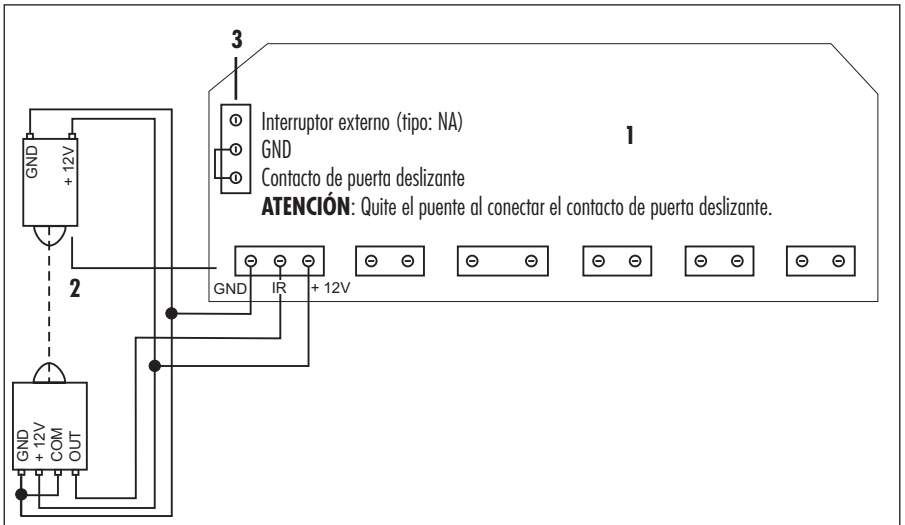 3
Interruptor externo (tipo: NA)
1
GND
Contacto de puerta deslizante
ATENCIÓN: Quite el puente al conectar el contacto de puerta deslizante.
GND
+ 12V
2
GND
IR
+ 12V
GND
+ 12V
COM
OUT